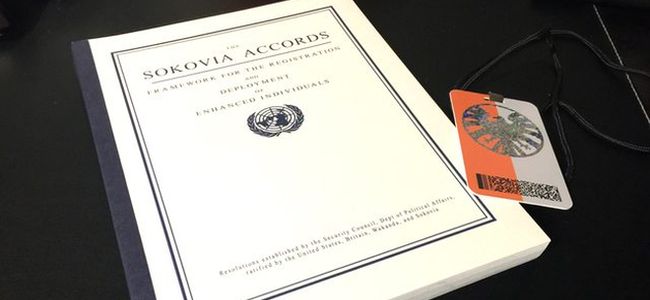 THE
SOKOVIA ACCORDS
FRAMEWORK FOR THE REGISTRATION
AND
DEPLOYMENT
OF
ENHANCED INDIVIDUALS
Resolutions established by the Security Council, Dept of Political Affairs,
ratified by the United States, Britain, Wakanda, and Sokovia